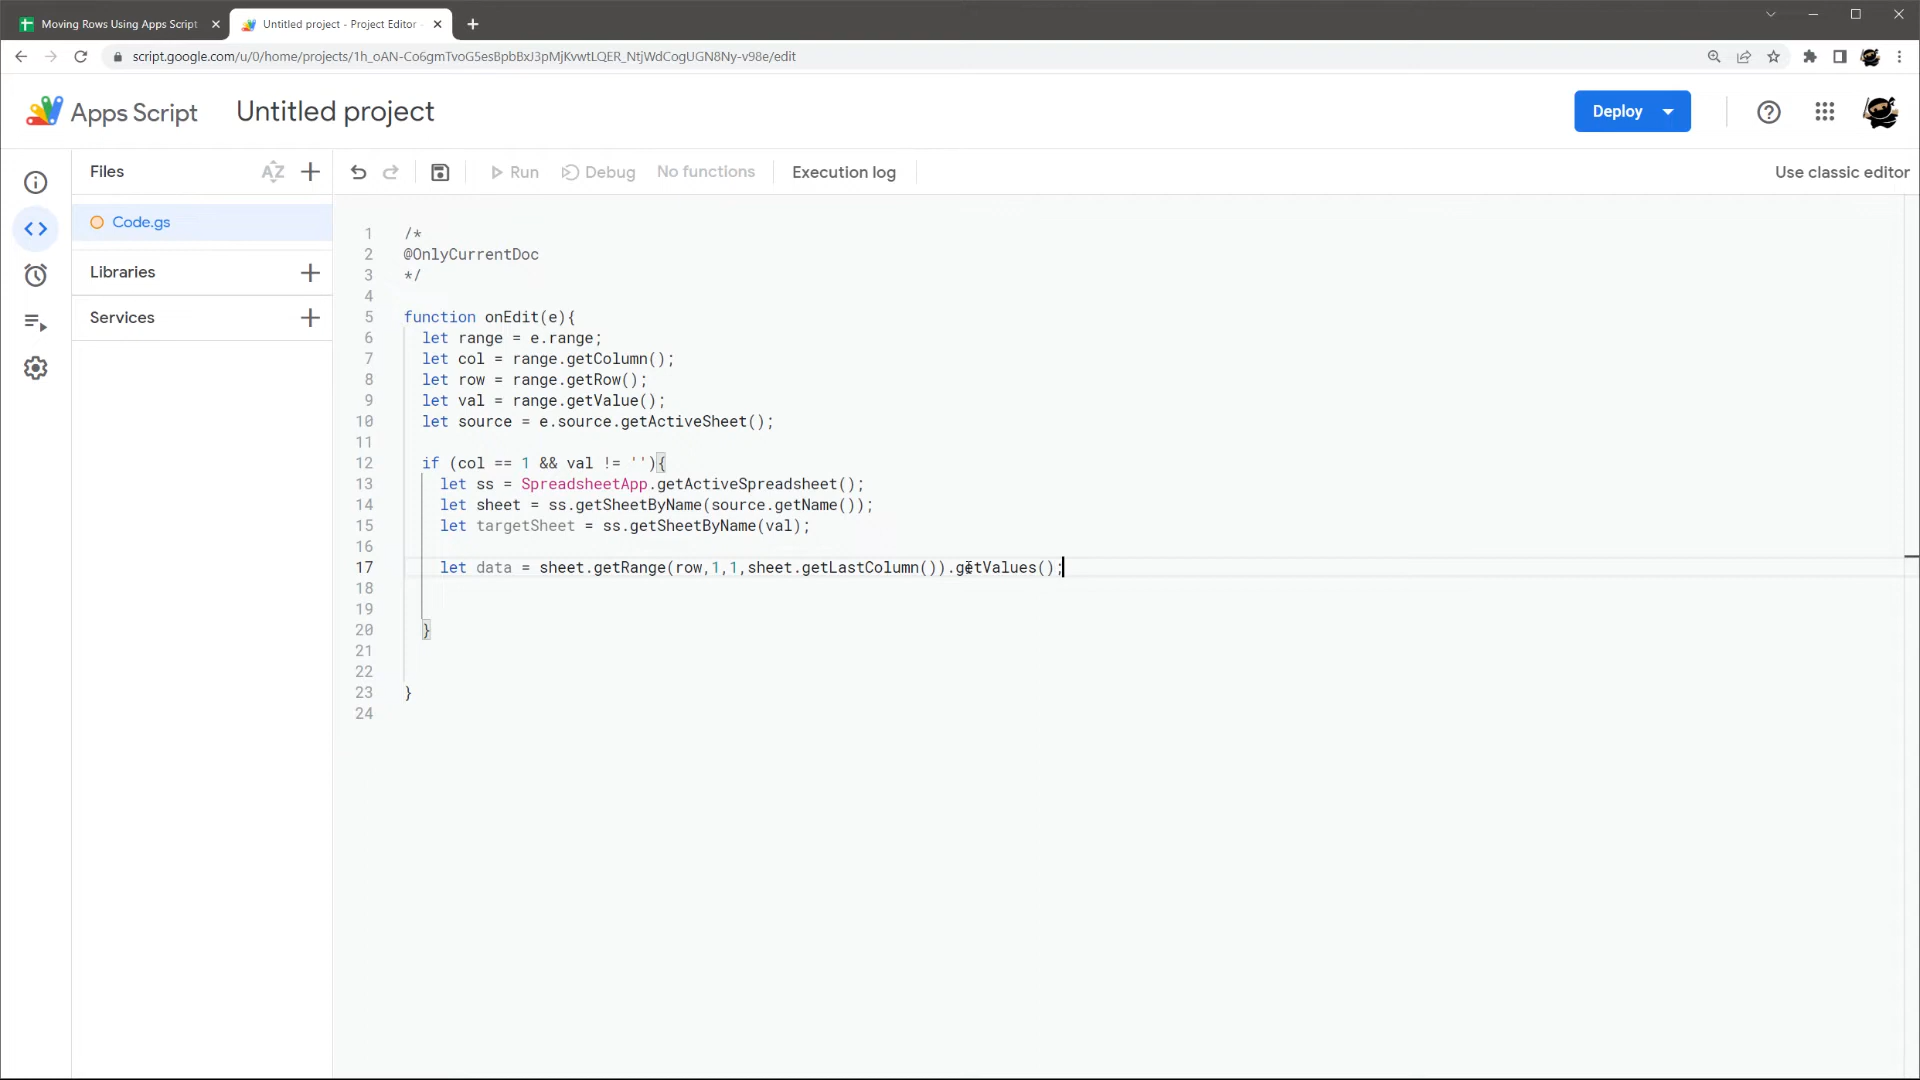 Moving Rows Using Apps Script
Untitled project - Project Editor
script.google.com/u/0/home/projects/1h_oAN-Co6gmTvoG5esBpbBxJ3pMjKvwtLQER_NtjWdCogUGN8Ny-v98e/edit
Apps Script
Untitled project
Deploy
Files
AZ
Run
Debug
No functions
Execution log
Use classic editor
Code.gs
Libraries
Services
1 /*
2 @OnlyCurrentDoc
3 */
4
5 function onEdit(e){
6 let range = e.range;
7 let col = range.getColumn();
8 let row = range.getRow();
9 let val = range.getValue();
10 let source = e.source.getActiveSheet();
11
12 if (col == 1 && val != ''){
13 let ss = SpreadsheetApp.getActiveSpreadsheet();
14 let sheet = ss.getSheetByName(source.getName());
15 let targetSheet = ss.getSheetByName(val);
16
17 let data = sheet.getRange(row,1,1,sheet.getLastColumn()).getValues();
18
19
20 }
21
22
23 }
24